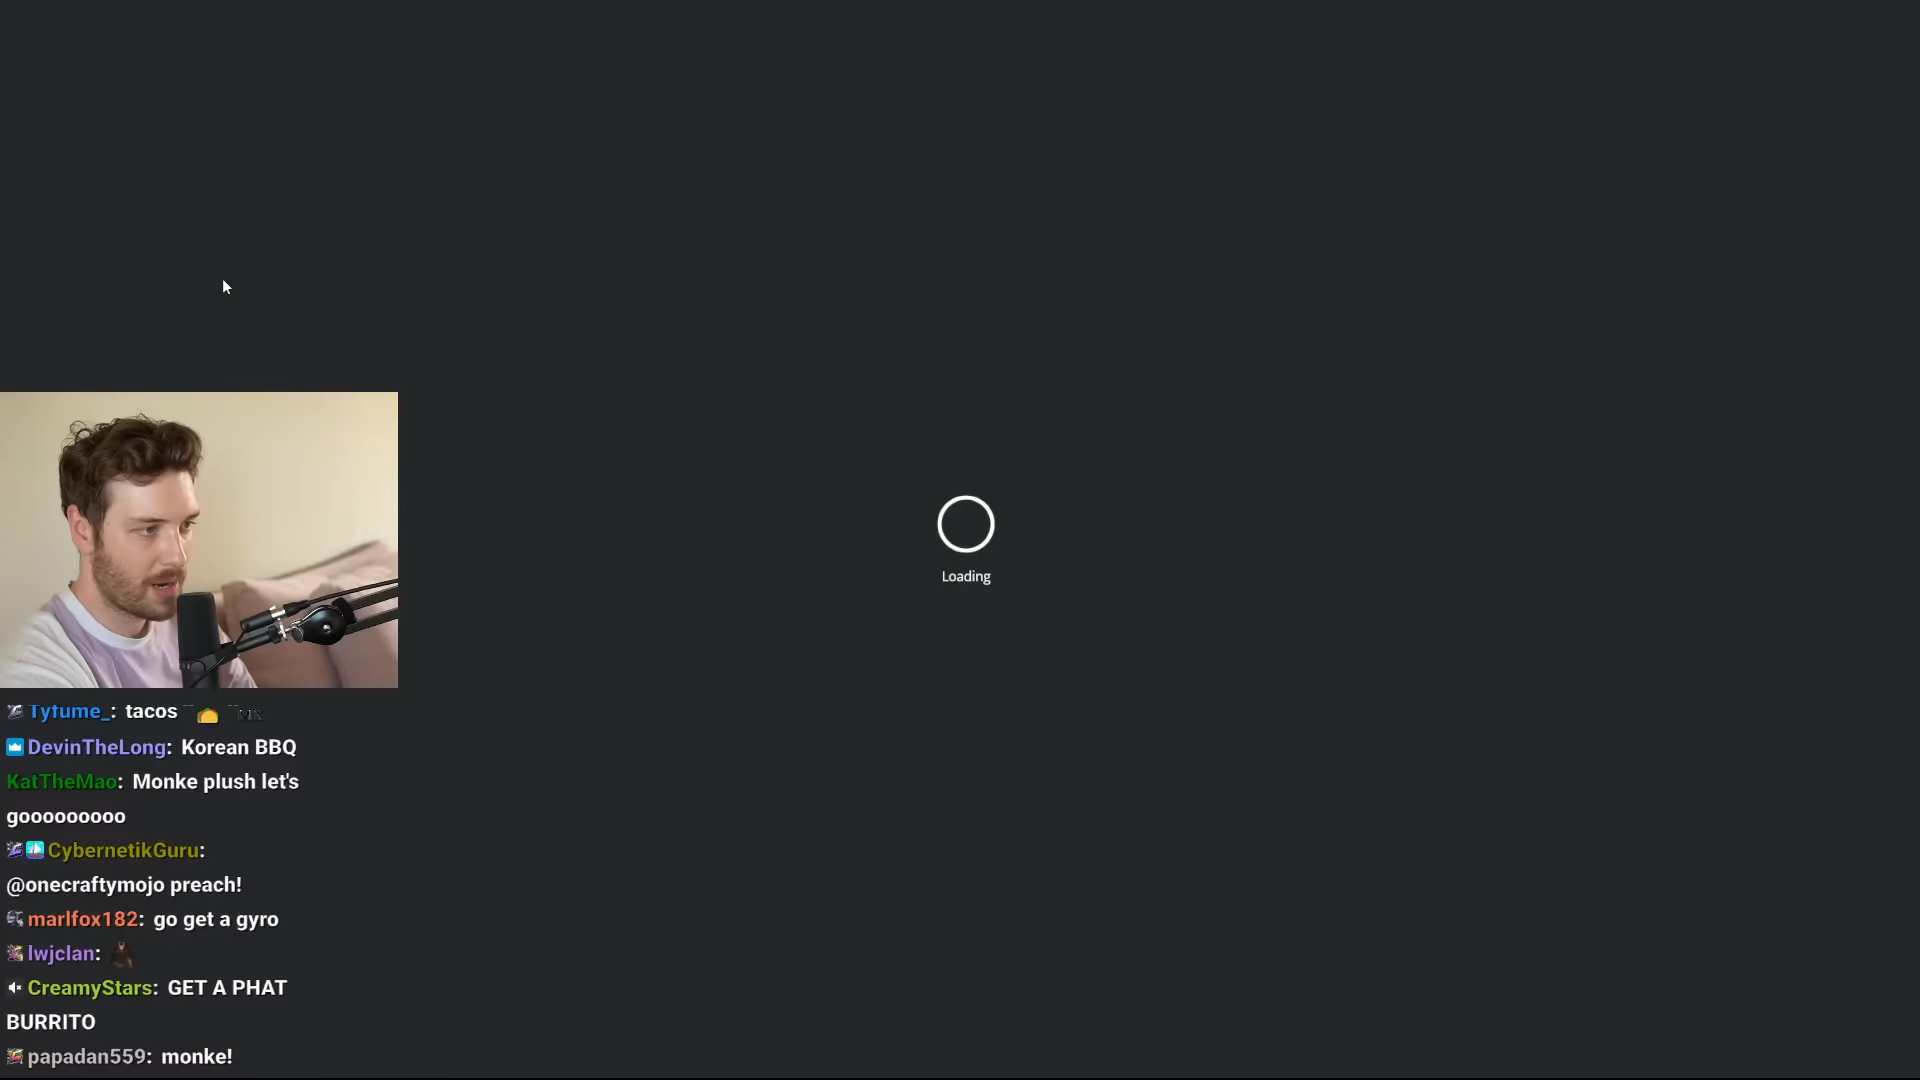 Loading
Tyfume_: tacos MX
DevinTheLong: Korean BBQ
KatTheMao: Monke plush let's
gooooooooo
CybernetikGuru:
@onecraftymojo preach!
marlfox182: go get a gyro
lwjclan:
CreamyStars: GET A PHAT
BURRITO
papadan559: monke!